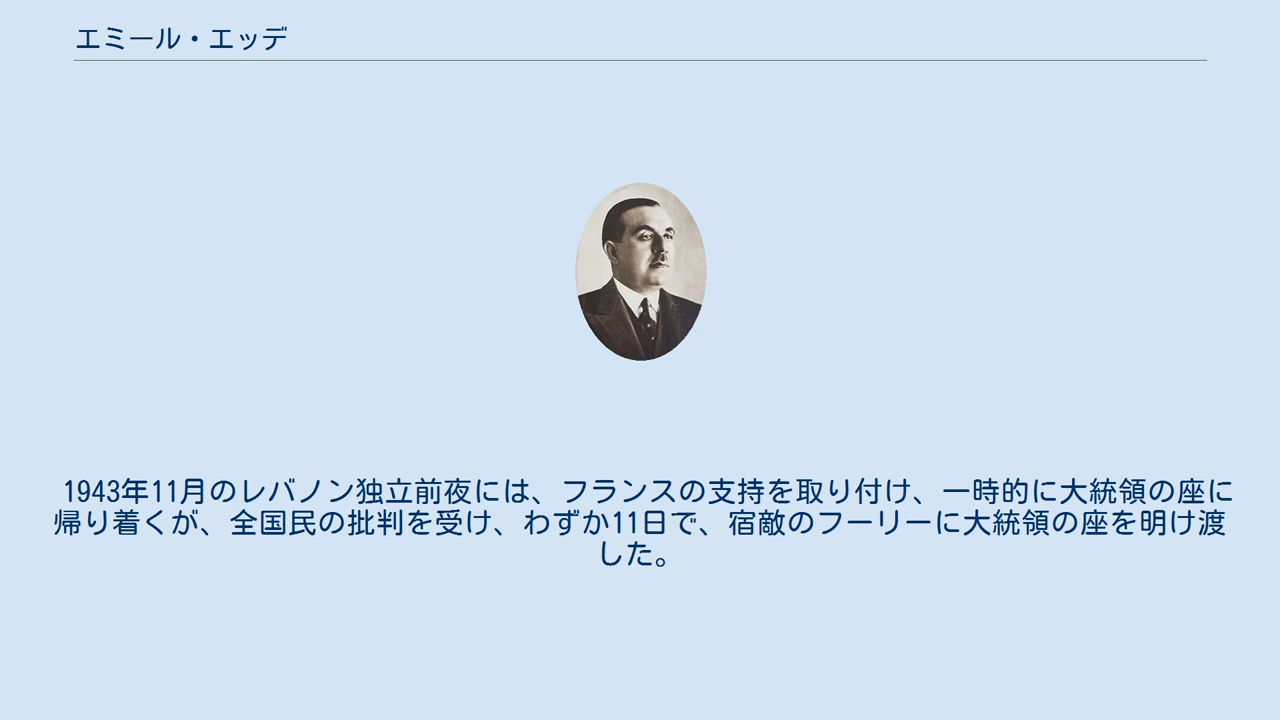 エミール・エッデ
1943年11月のレバノン独立前夜には、フランスの支持を取り付け、一時的に大統領の座に
帰り着くが、全国民の批判を受け、わずか11日で、宿敵のフーリーに大統領の座を明け渡
した。